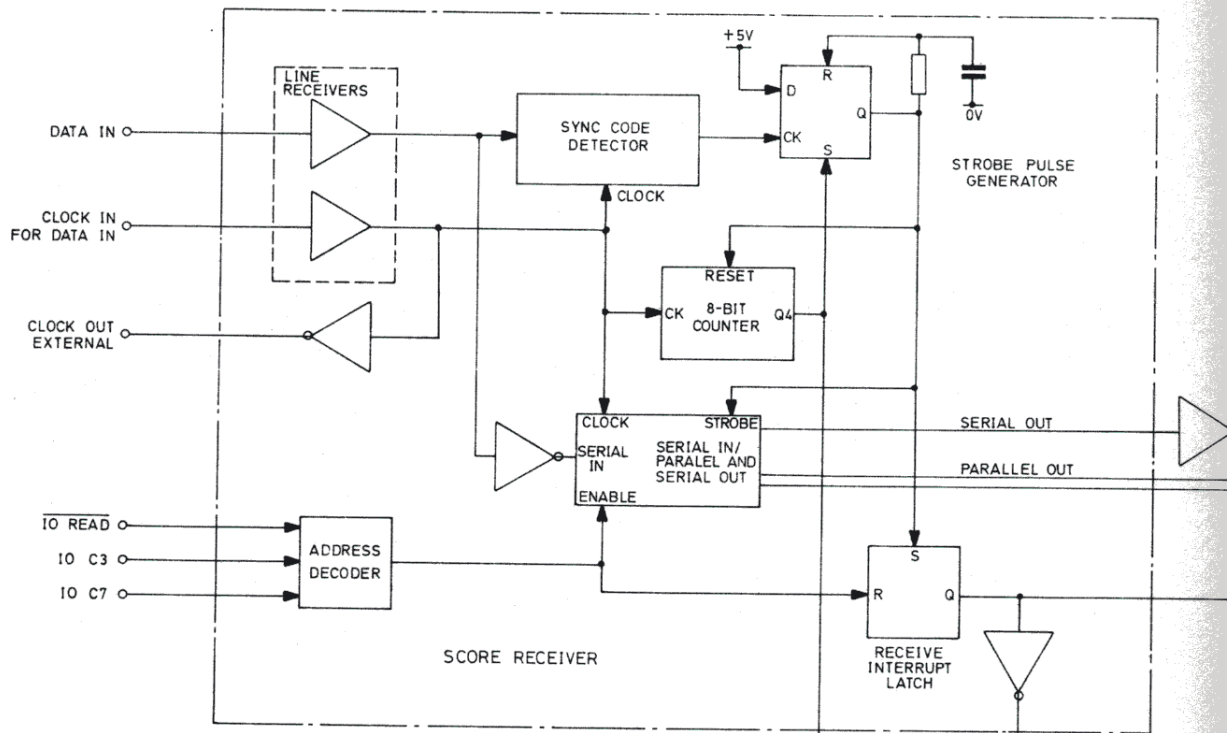 LINE
RECEIVERS
DATA IN
CLOCK IN
FOR DATA IN
CLOCK OUT
EXTERNAL
SYNC CODE
DETECTOR
CLOCK
+5V
D
R
Q
CK
S
0V
STROBE PULSE
GENERATOR
RESET
CK
8-BIT
COUNTER
Q4
CLOCK
STROBE
SERIAL
IN
SERIAL IN/
PARALEL AND
SERIAL OUT
ENABLE
SERIAL OUT
PARALLEL OUT
IO READ
IO C3
IO C7
ADDRESS
DECODER
S
R
Q
RECEIVE
INTERRUPT
LATCH
SCORE RECEIVER